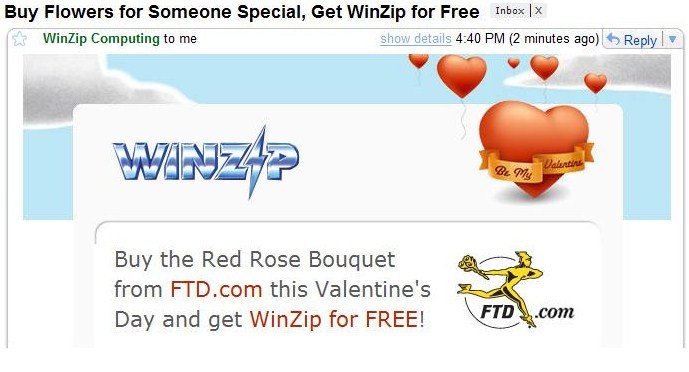 Buy Flowers for Someone Special, Get WinZip for Free Inbox | X
WinZip Computing to me show details 4:40 PM (2 minutes ago) Reply
WINZIP
Be My Valentine
Buy the Red Rose Bouquet
from FTD.com this Valentine's
Day and get WinZip for FREE!
FTD .com